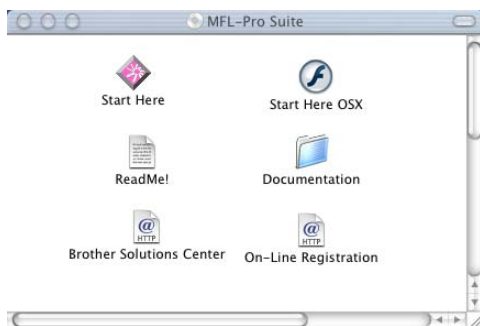 MFL-Pro Suite
Start Here
Start Here OSX
ReadMe!
Documentation
@
HTTP
@
HTTP
Brother Solutions Center
On-Line Registration